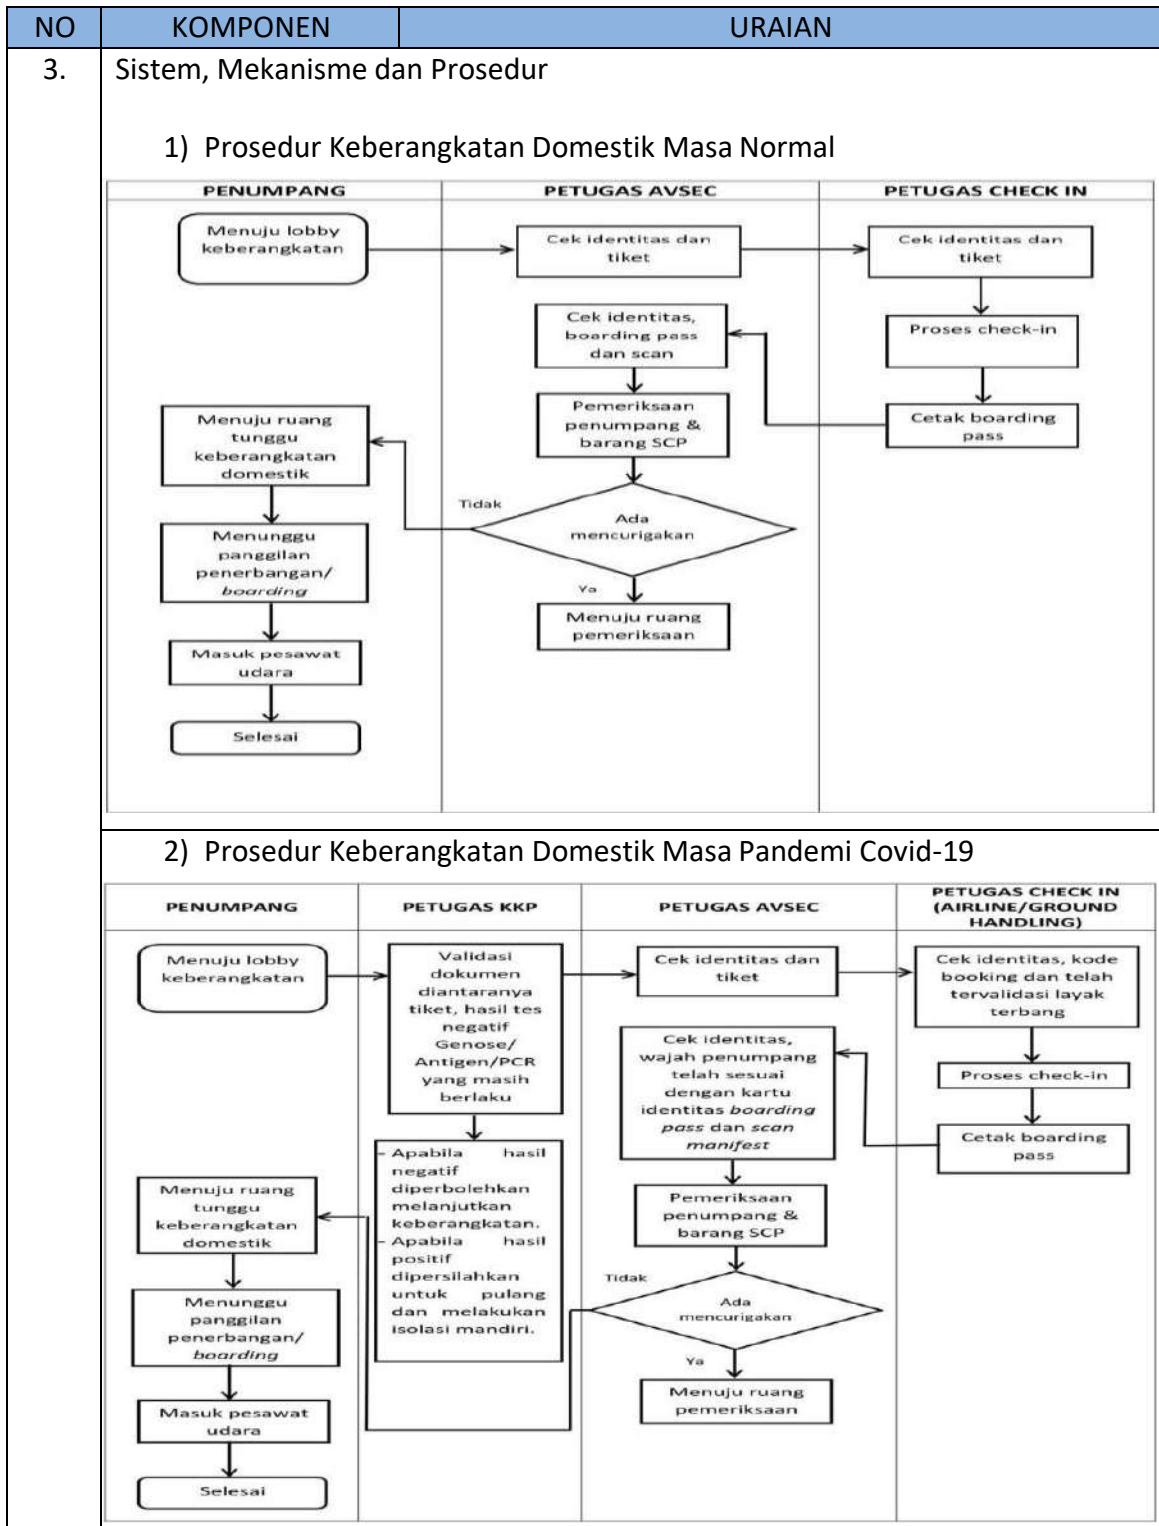 NO KOMPONEN URAIAN
3. Sistem, Mekanisme dan Prosedur
1) Prosedur Keberangkatan Domestik Masa Normal
PENUMPANG PETUGAS AVSEC PETUGAS CHECK IN
Menuju lobby
keberangkatan
Cek identitas dan
tiket
Cek identitas dan
tiket
Proses check-in
Cetak boarding
pass
Cek identitas,
boarding pass
dan scan
Pemeriksaan
penumpang &
barang SCP
Ada
mencurigakan
Tidak
Ya
Menuju ruang
pemeriksaan
Menuju ruang
tunggu
keberangkatan
domestik
Menunggu
panggilan
penerbangan/
boarding
Masuk pesawat
udara
Selesai
2) Prosedur Keberangkatan Domestik Masa Pandemi Covid-19
PENUMPANG PETUGAS KKP PETUGAS AVSEC
PETUGAS CHECK IN
(AIRLINE/GROUND
HANDLING)
Menuju lobby
keberangkatan
Validasi
dokumen
diantaranya
tiket, hasil tes
negatif
Genose/
Antigen/PCR
yang masih
berlaku
- Apabila hasil
negatif
diperbolehkan
melanjutkan
keberangkatan.
- Apabila hasil
positif
dipersilahkan
untuk pulang
dan melakukan
isolasi mandiri.
Cek identitas dan
tiket
Cek identitas, kode
booking dan telah
tervalidasi layak
terbang
Proses check-in
Cetak boarding
pass
Cek identitas,
wajah penumpang
telah sesuai
dengan kartu
identitas boarding
pass dan scan
manifest
Pemeriksaan
penumpang &
barang SCP
Ada
mencurigakan
Tidak
Ya
Menuju ruang
pemeriksaan
Menuju ruang
tunggu
keberangkatan
domestik
Menunggu
panggilan
penerbangan/
boarding
Masuk pesawat
udara
Selesai